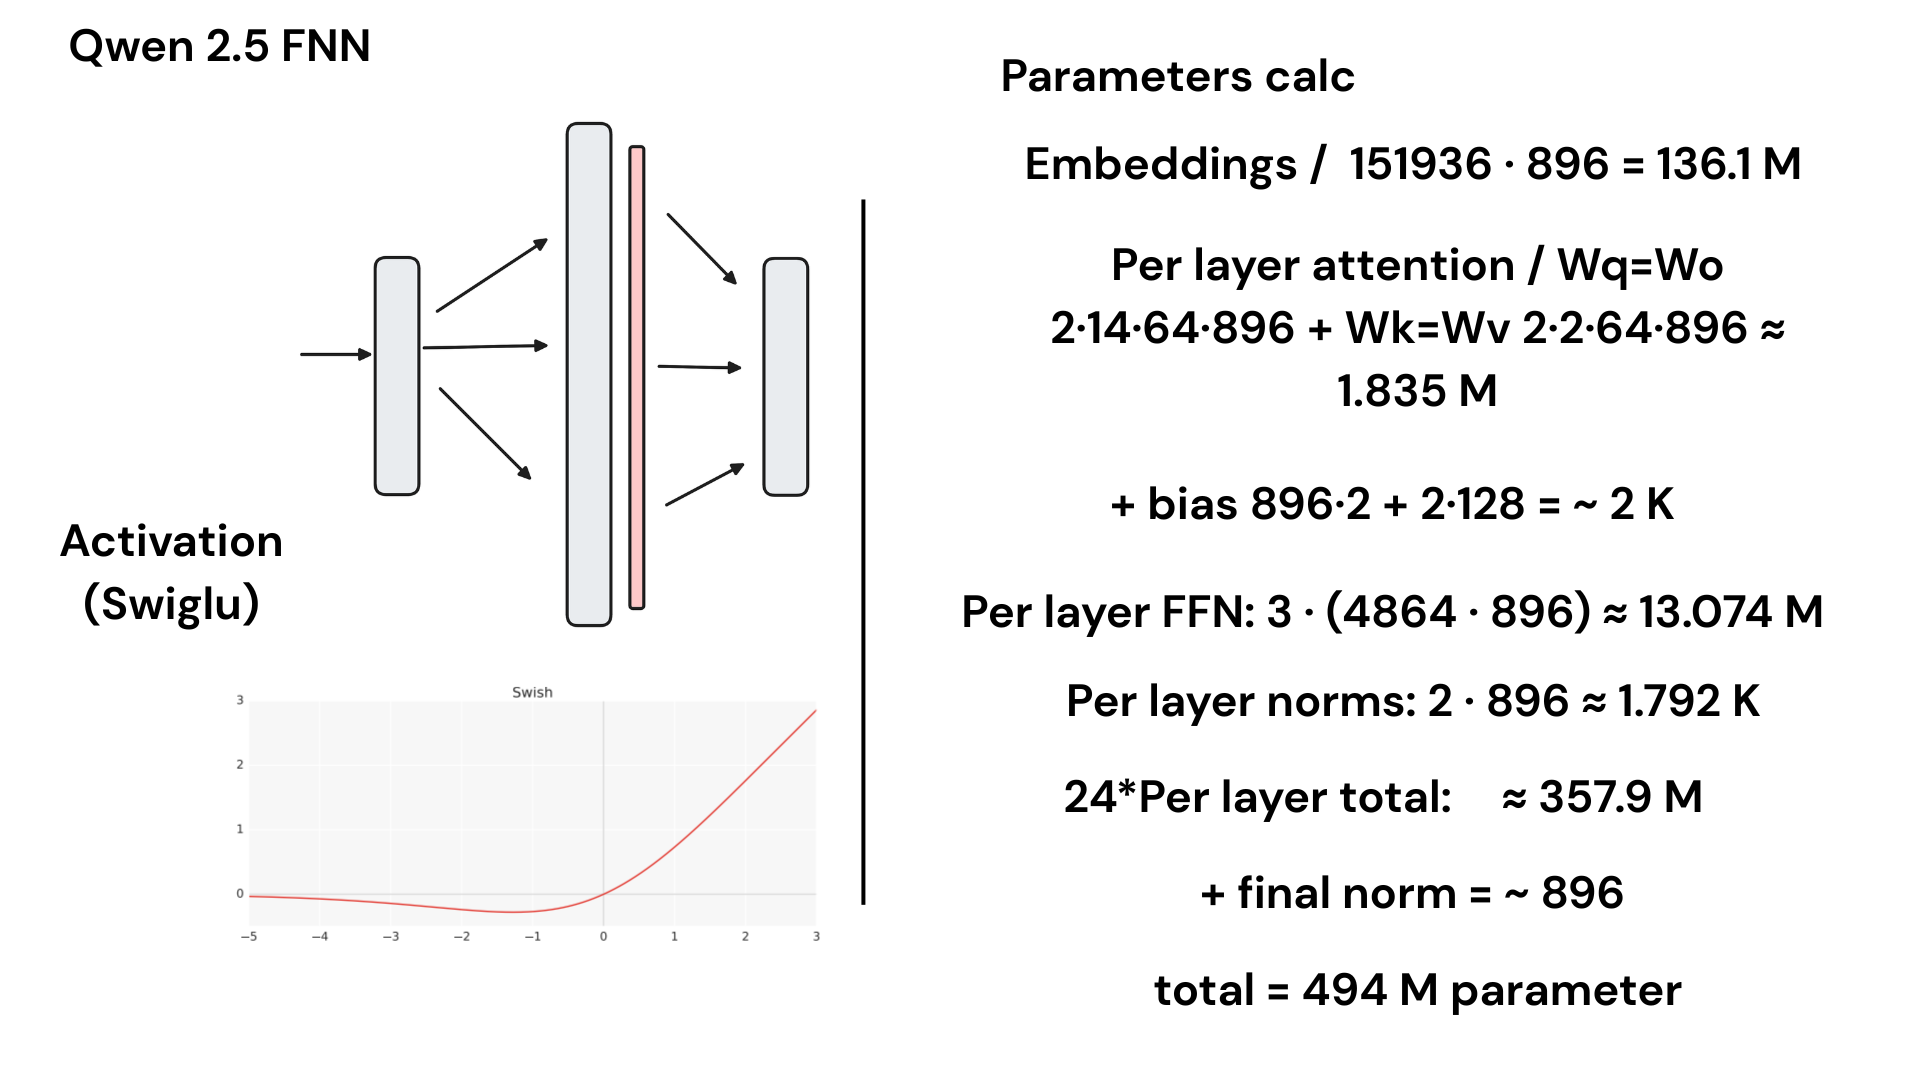 Qwen 2.5 FNN
Activation
(Swiglu)
Swish
3
2
1
0
−5 −4 −3 −2 −1 0 1 2 3
Parameters calc
Embeddings / 151936 · 896 = 136.1 M
Per layer attention / Wq=Wo
2·14·64·896 + Wk=Wv 2·2·64·896 ≈
1.835 M
+ bias 896·2 + 2·128 = ~ 2 K
Per layer FFN: 3 · (4864 · 896) ≈ 13.074 M
Per layer norms: 2 · 896 ≈ 1.792 K
24*Per layer total: ≈ 357.9 M
+ final norm = ~ 896
total = 494 M parameter